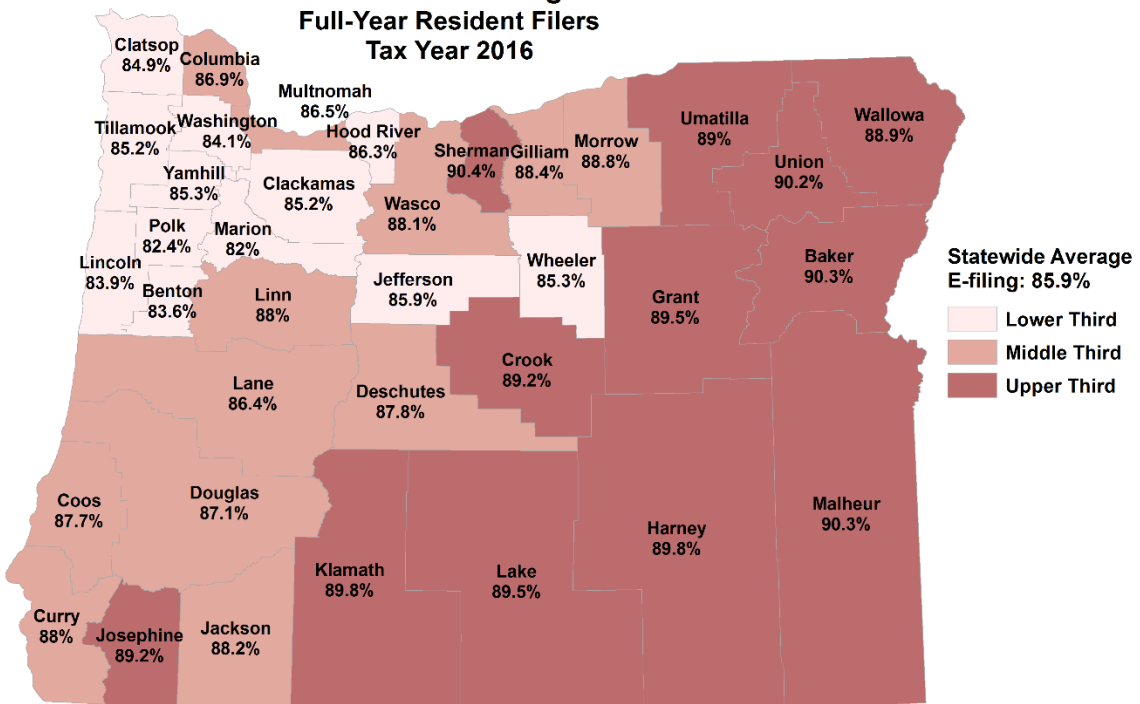 Full-Year Resident Filers
Tax Year 2016
Clatsop
84.9%
Columbia
86.9%
Multnomah
86.5%
Tillamook
85.2%
Washington
84.1%
Hood River
86.3%
Sherman
90.4%
Gilliam
88.4%
Morrow
88.8%
Umatilla
89%
Wallowa
88.9%
Union
90.2%
Yamhill
85.3%
Clackamas
85.2%
Wasco
88.1%
Polk
82.4%
Marion
82%
Lincoln
83.9%
Benton
83.6%
Linn
88%
Jefferson
85.9%
Wheeler
85.3%
Grant
89.5%
Baker
90.3%
Statewide Average
E-filing: 85.9%
Lower Third
Middle Third
Upper Third
Lane
86.4%
Deschutes
87.8%
Crook
89.2%
Coos
87.7%
Douglas
87.1%
Klamath
89.8%
Lake
89.5%
Harney
89.8%
Malheur
90.3%
Curry
88%
Josephine
89.2%
Jackson
88.2%